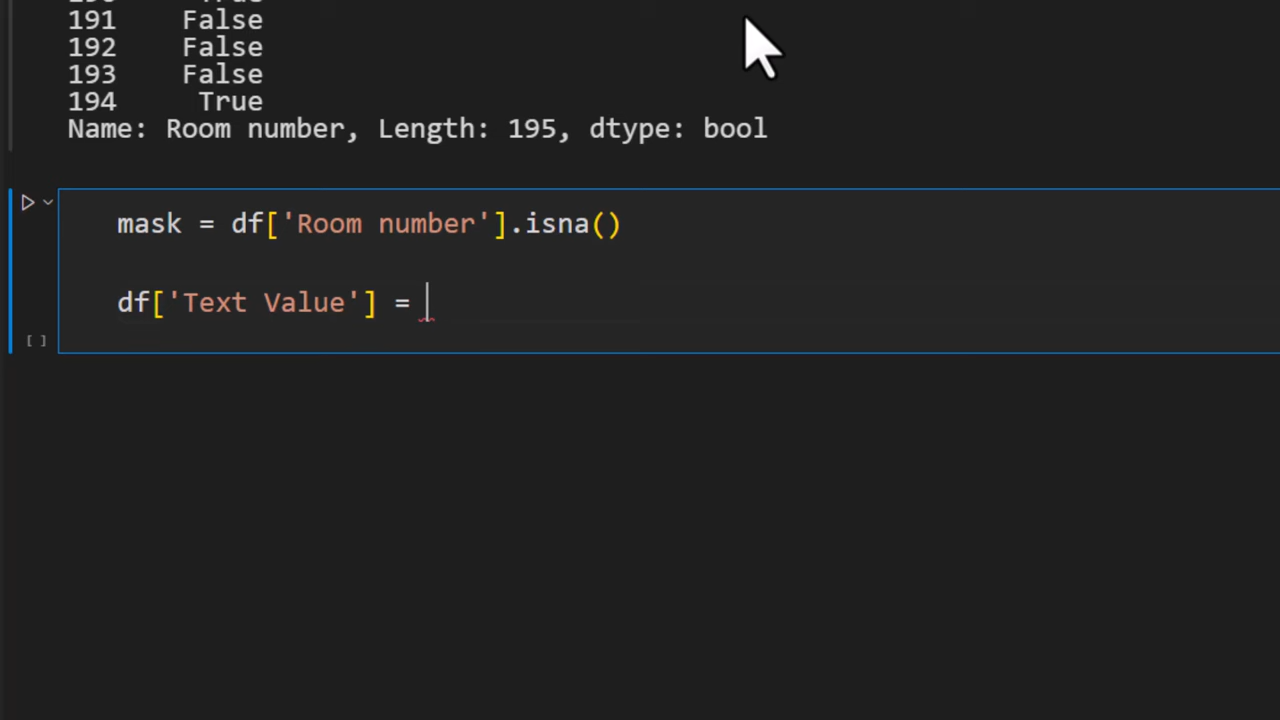 191    False
192    False
193    False
194     True
Name: Room number, Length: 195, dtype: bool
mask = df['Room number'].isna()
df['Text Value'] =
[ ]